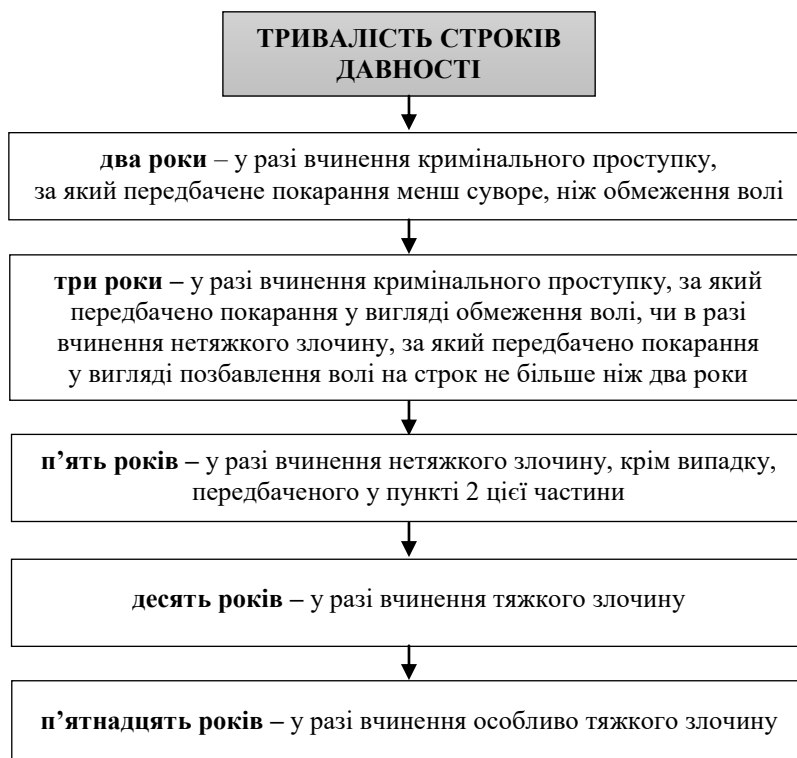 ТРИВАЛІСТЬ СТРОКІВ
ДАВНОСТІ
два роки – у разі вчинення кримінального проступку,
за який передбачене покарання менш суворе, ніж обмеження волі
три роки – у разі вчинення кримінального проступку, за який
передбачено покарання у вигляді обмеження волі, чи в разі
вчинення нетяжкого злочину, за який передбачено покарання
у вигляді позбавлення волі на строк не більше ніж два роки
п’ять років – у разі вчинення нетяжкого злочину, крім випадку,
передбаченого у пункті 2 цієї частини
десять років – у разі вчинення тяжкого злочину
п’ятнадцять років – у разі вчинення особливо тяжкого злочину